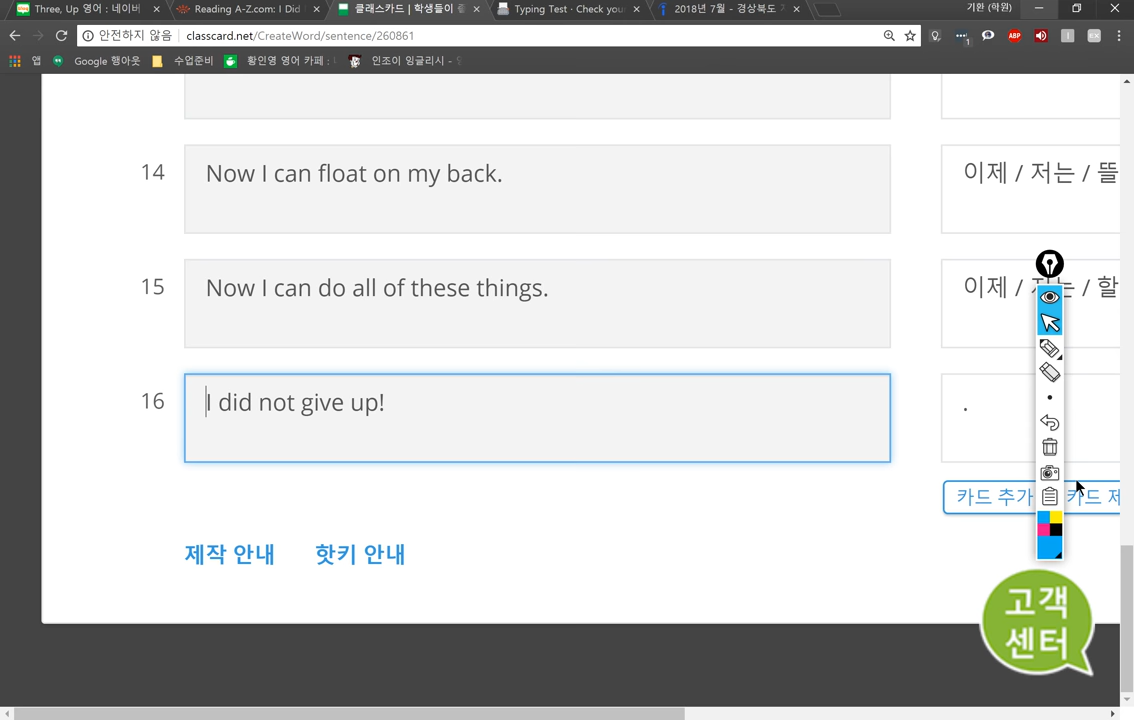 Three, Up 영어 : 네이버
Reading A-Z.com: I Did
클래스카드 | 학생들이
Typing Test · Check you
2018년 7월 - 경상북도
기환 (학원)
안전하지 않음 classcard.net/CreateWord/sentence/260861
앱 Google 행아웃 수업준비 황인영 영어 카페 : 인조이 잉글리시 -
14 Now I can float on my back. 이제 / 저는 / 뜰
15 Now I can do all of these things. 이제 / 저는 / 할
16 I did not give up! .
카드 추가 카드 제
제작 안내 핫키 안내
고객
센터